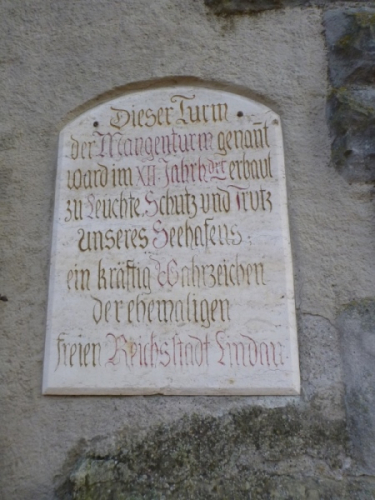 Dieser Turm
der Mangenturm genañt
ward im XII Jahrhdrt erbaut
zu Leuchte, Schutz und Trutz
unseres Seehafens:
ein kräftig Wahrzeichen
der ehemaligen
freien Reichsstadt Lindau.